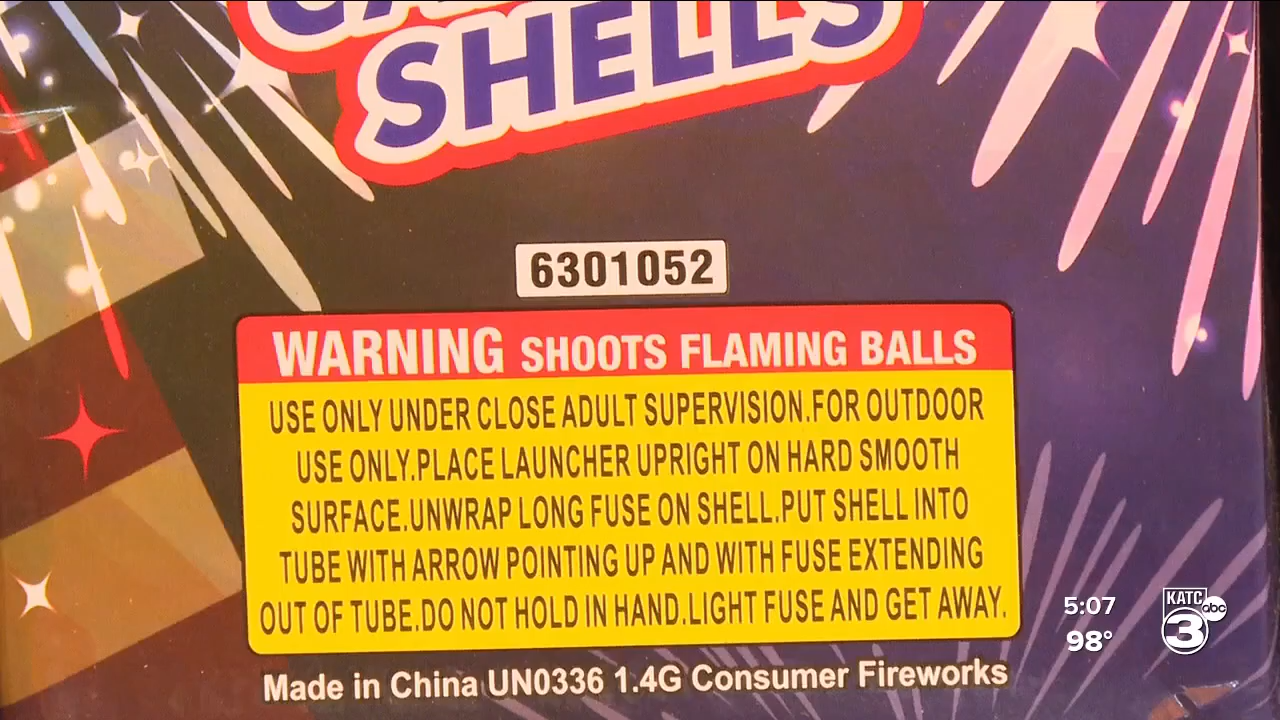 SHELLS
6301052
WARNING SHOOTS FLAMING BALLS
USE ONLY UNDER CLOSE ADULT SUPERVISION.FOR OUTDOOR
USE ONLY.PLACE LAUNCHER UPRIGHT ON HARD SMOOTH
SURFACE.UNWRAP LONG FUSE ON SHELL.PUT SHELL INTO
TUBE WITH ARROW POINTING UP AND WITH FUSE EXTENDING
OUT OF TUBE.DO NOT HOLD IN HAND.LIGHT FUSE AND GET AWAY.
Made in China UN0336 1.4G Consumer Fireworks
5:07
98°
KATC
abc
3